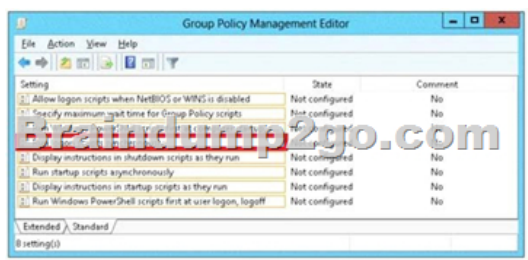 Group Policy Management Editor
File Action View Help
Setting State Comment
Allow logon scripts when NetBIOS or WINS is disabled Not configured No
Specify maximum wait time for Group Policy scripts Not configured No
Braindump2go.com
Display instructions in shutdown scripts as they run Not configured No
Run startup scripts asynchronously Not configured No
Display instructions in startup scripts as they run Not configured No
Run Windows PowerShell scripts first at user logon, logoff Not configured No
Extended Standard
8 setting(s)